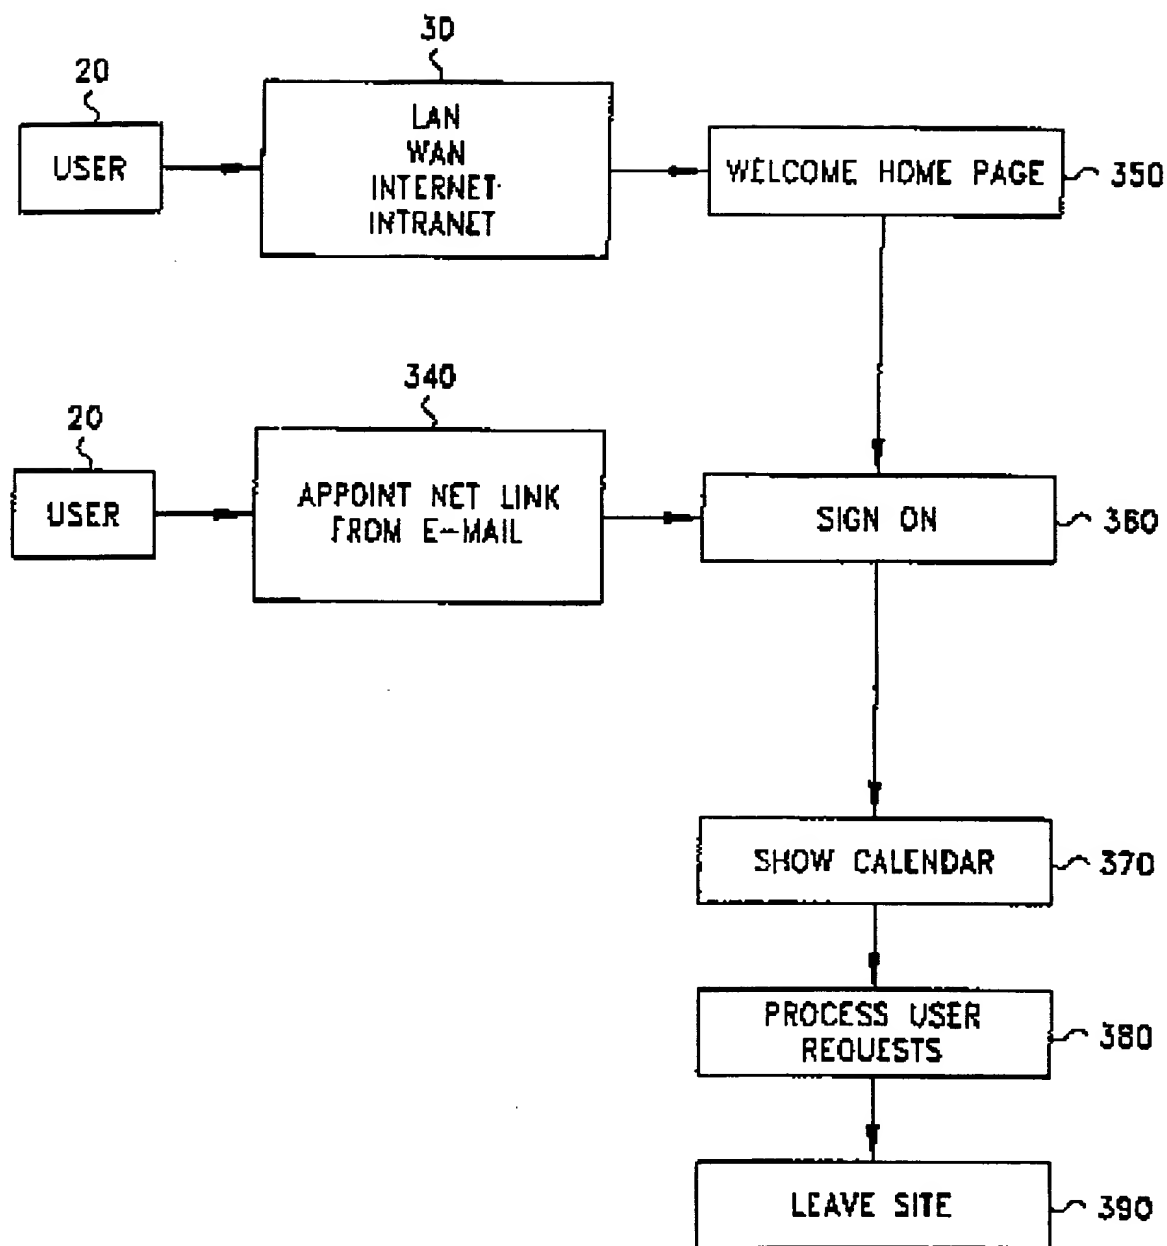 30
20
USER
LAN
WAN
INTERNET
INTRANET
WELCOME HOME PAGE
350
340
20
USER
APPOINT NET LINK
FROM E-MAIL
SIGN ON
360
SHOW CALENDAR
370
PROCESS USER
REQUESTS
380
LEAVE SITE
390